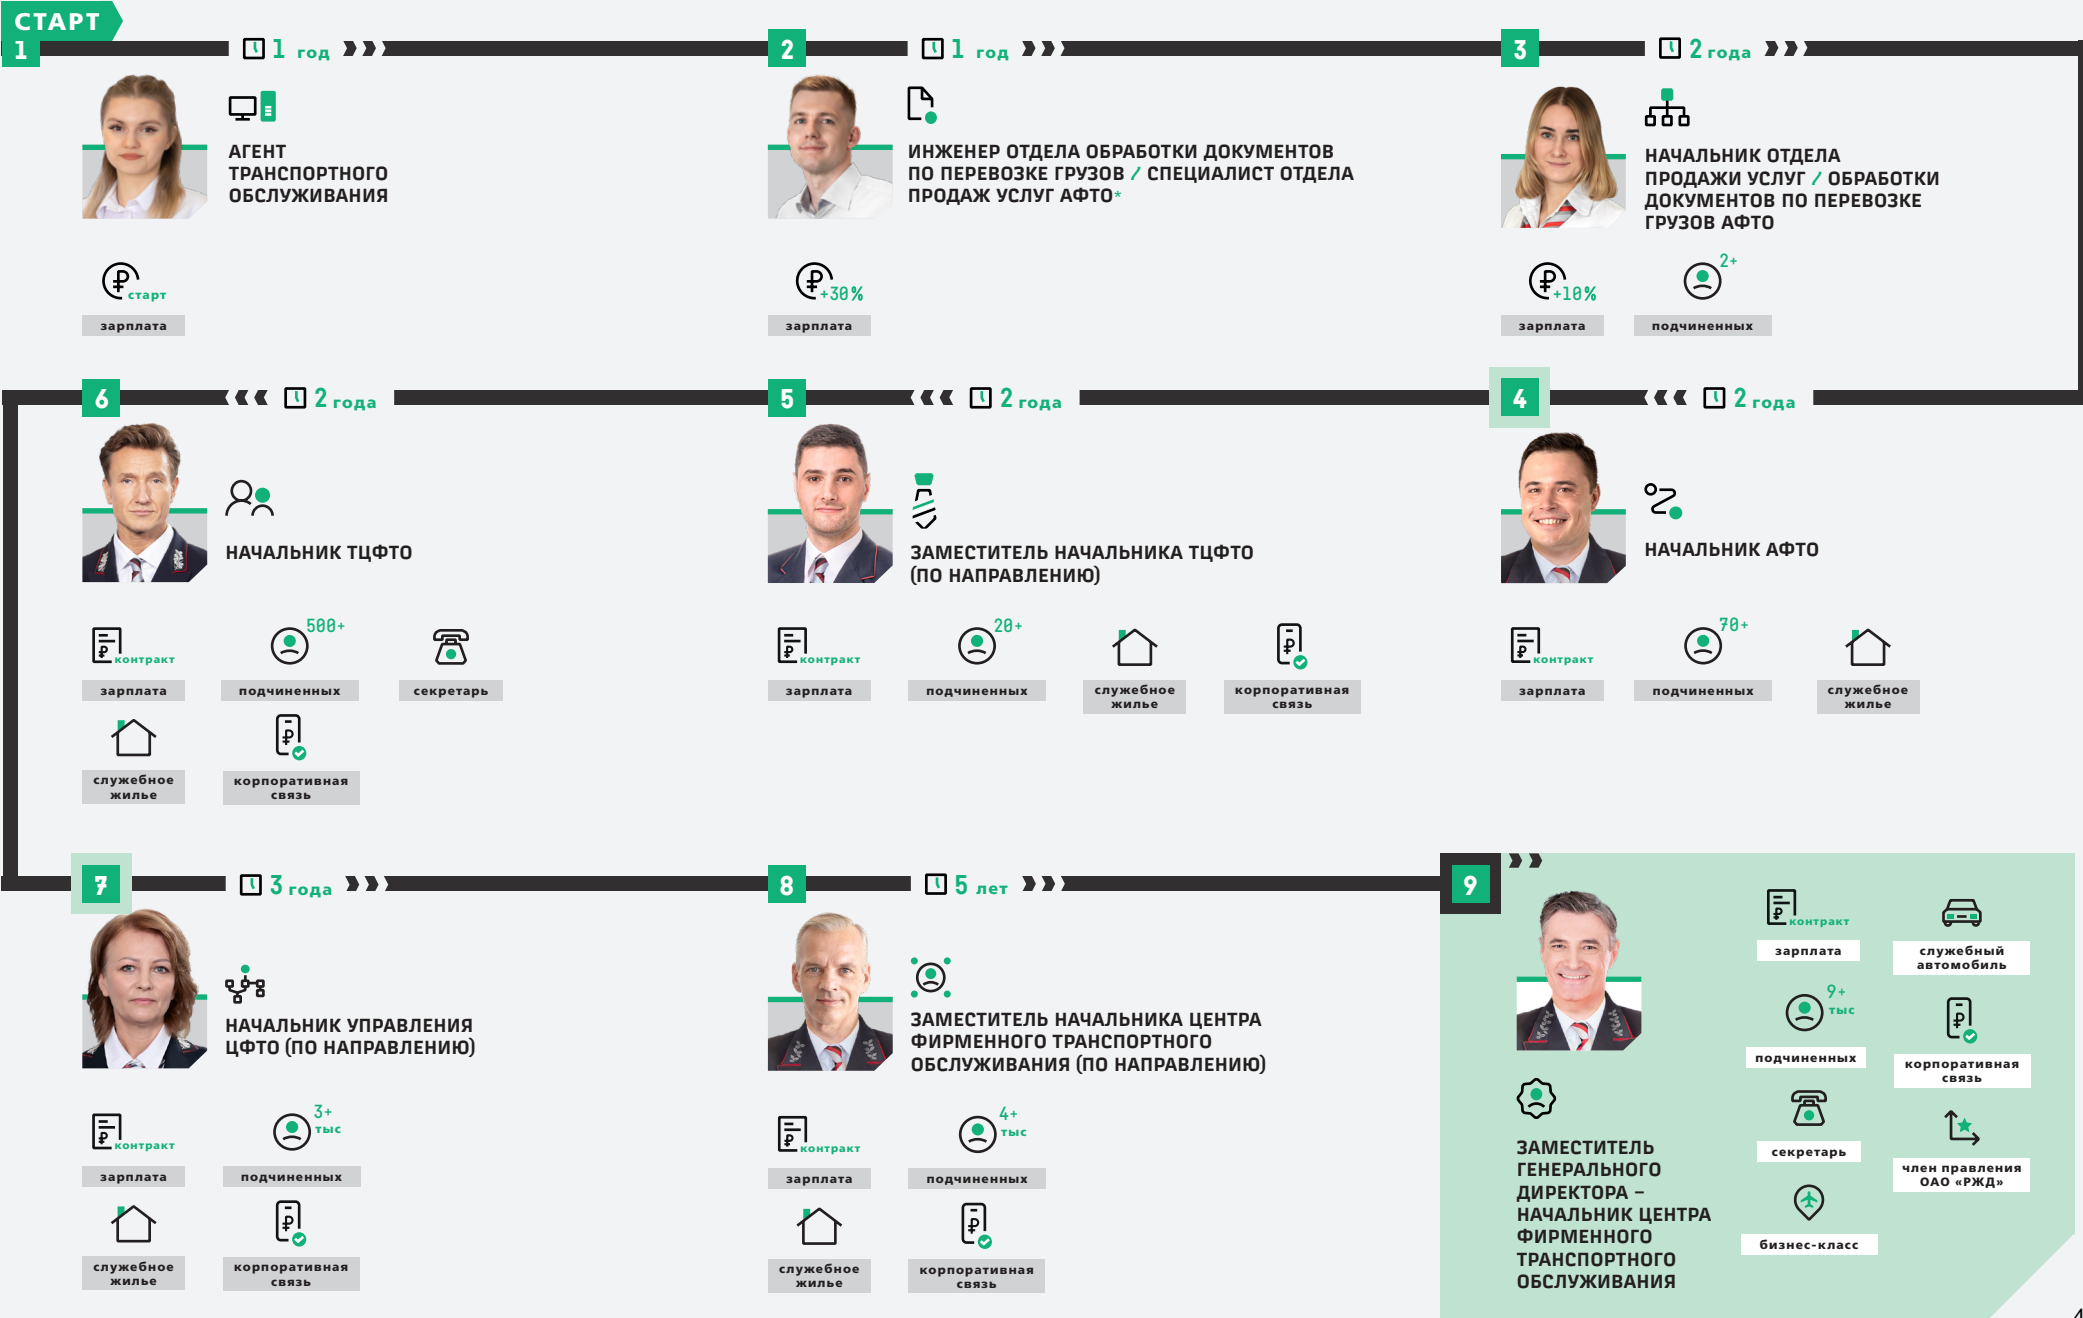 СТАРТ
1
1 год
АГЕНТ
ТРАНСПОРТНОГО
ОБСЛУЖИВАНИЯ
старт
зарплата
2
1 год
ИНЖЕНЕР ОТДЕЛА ОБРАБОТКИ ДОКУМЕНТОВ
ПО ПЕРЕВОЗКЕ ГРУЗОВ / СПЕЦИАЛИСТ ОТДЕЛА
ПРОДАЖ УСЛУГ АФТО*
+30%
зарплата
3
2 года
НАЧАЛЬНИК ОТДЕЛА
ПРОДАЖИ УСЛУГ / ОБРАБОТКИ
ДОКУМЕНТОВ ПО ПЕРЕВОЗКЕ
ГРУЗОВ АФТО
+10%
зарплата
2+
подчиненных
4
2 года
НАЧАЛЬНИК АФТО
контракт
зарплата
70+
подчиненных
служебное
жилье
5
2 года
ЗАМЕСТИТЕЛЬ НАЧАЛЬНИКА ТЦФТО
(ПО НАПРАВЛЕНИЮ)
контракт
зарплата
20+
подчиненных
служебное
жилье
корпоративная
связь
6
2 года
НАЧАЛЬНИК ТЦФТО
контракт
зарплата
500+
подчиненных
секретарь
служебное
жилье
корпоративная
связь
7
3 года
НАЧАЛЬНИК УПРАВЛЕНИЯ
ЦФТО (ПО НАПРАВЛЕНИЮ)
контракт
зарплата
3+
тыс
подчиненных
служебное
жилье
корпоративная
связь
8
5 лет
ЗАМЕСТИТЕЛЬ НАЧАЛЬНИКА ЦЕНТРА
ФИРМЕННОГО ТРАНСПОРТНОГО
ОБСЛУЖИВАНИЯ (ПО НАПРАВЛЕНИЮ)
контракт
зарплата
4+
тыс
подчиненных
служебное
жилье
корпоративная
связь
9
ЗАМЕСТИТЕЛЬ
ГЕНЕРАЛЬНОГО
ДИРЕКТОРА –
НАЧАЛЬНИК ЦЕНТРА
ФИРМЕННОГО
ТРАНСПОРТНОГО
ОБСЛУЖИВАНИЯ
контракт
зарплата
служебный
автомобиль
9+
тыс
подчиненных
корпоративная
связь
секретарь
член правления
ОАО «РЖД»
бизнес-класс